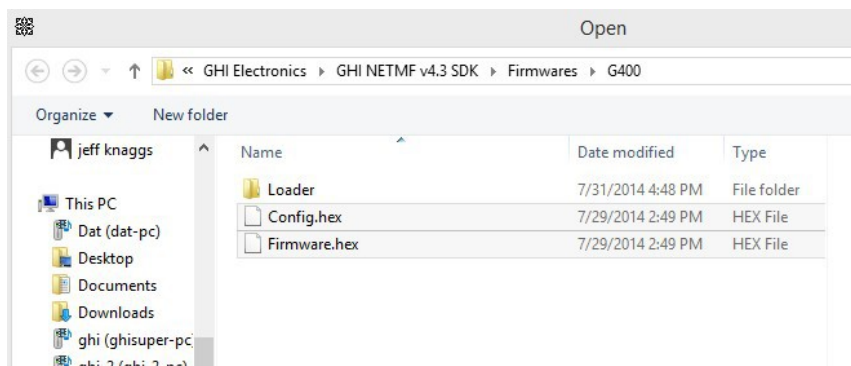 Open
« GHI Electronics ▸ GHI NETMF v4.3 SDK ▸ Firmwares ▸ G400
Organize ▾ New folder
jeff knaggs
This PC
Dat (dat-pc)
Desktop
Documents
Downloads
ghi (ghisuper-pc
Name Date modified Type
Loader 7/31/2014 4:48 PM File folder
Config.hex 7/29/2014 2:49 PM HEX File
Firmware.hex 7/29/2014 2:49 PM HEX File